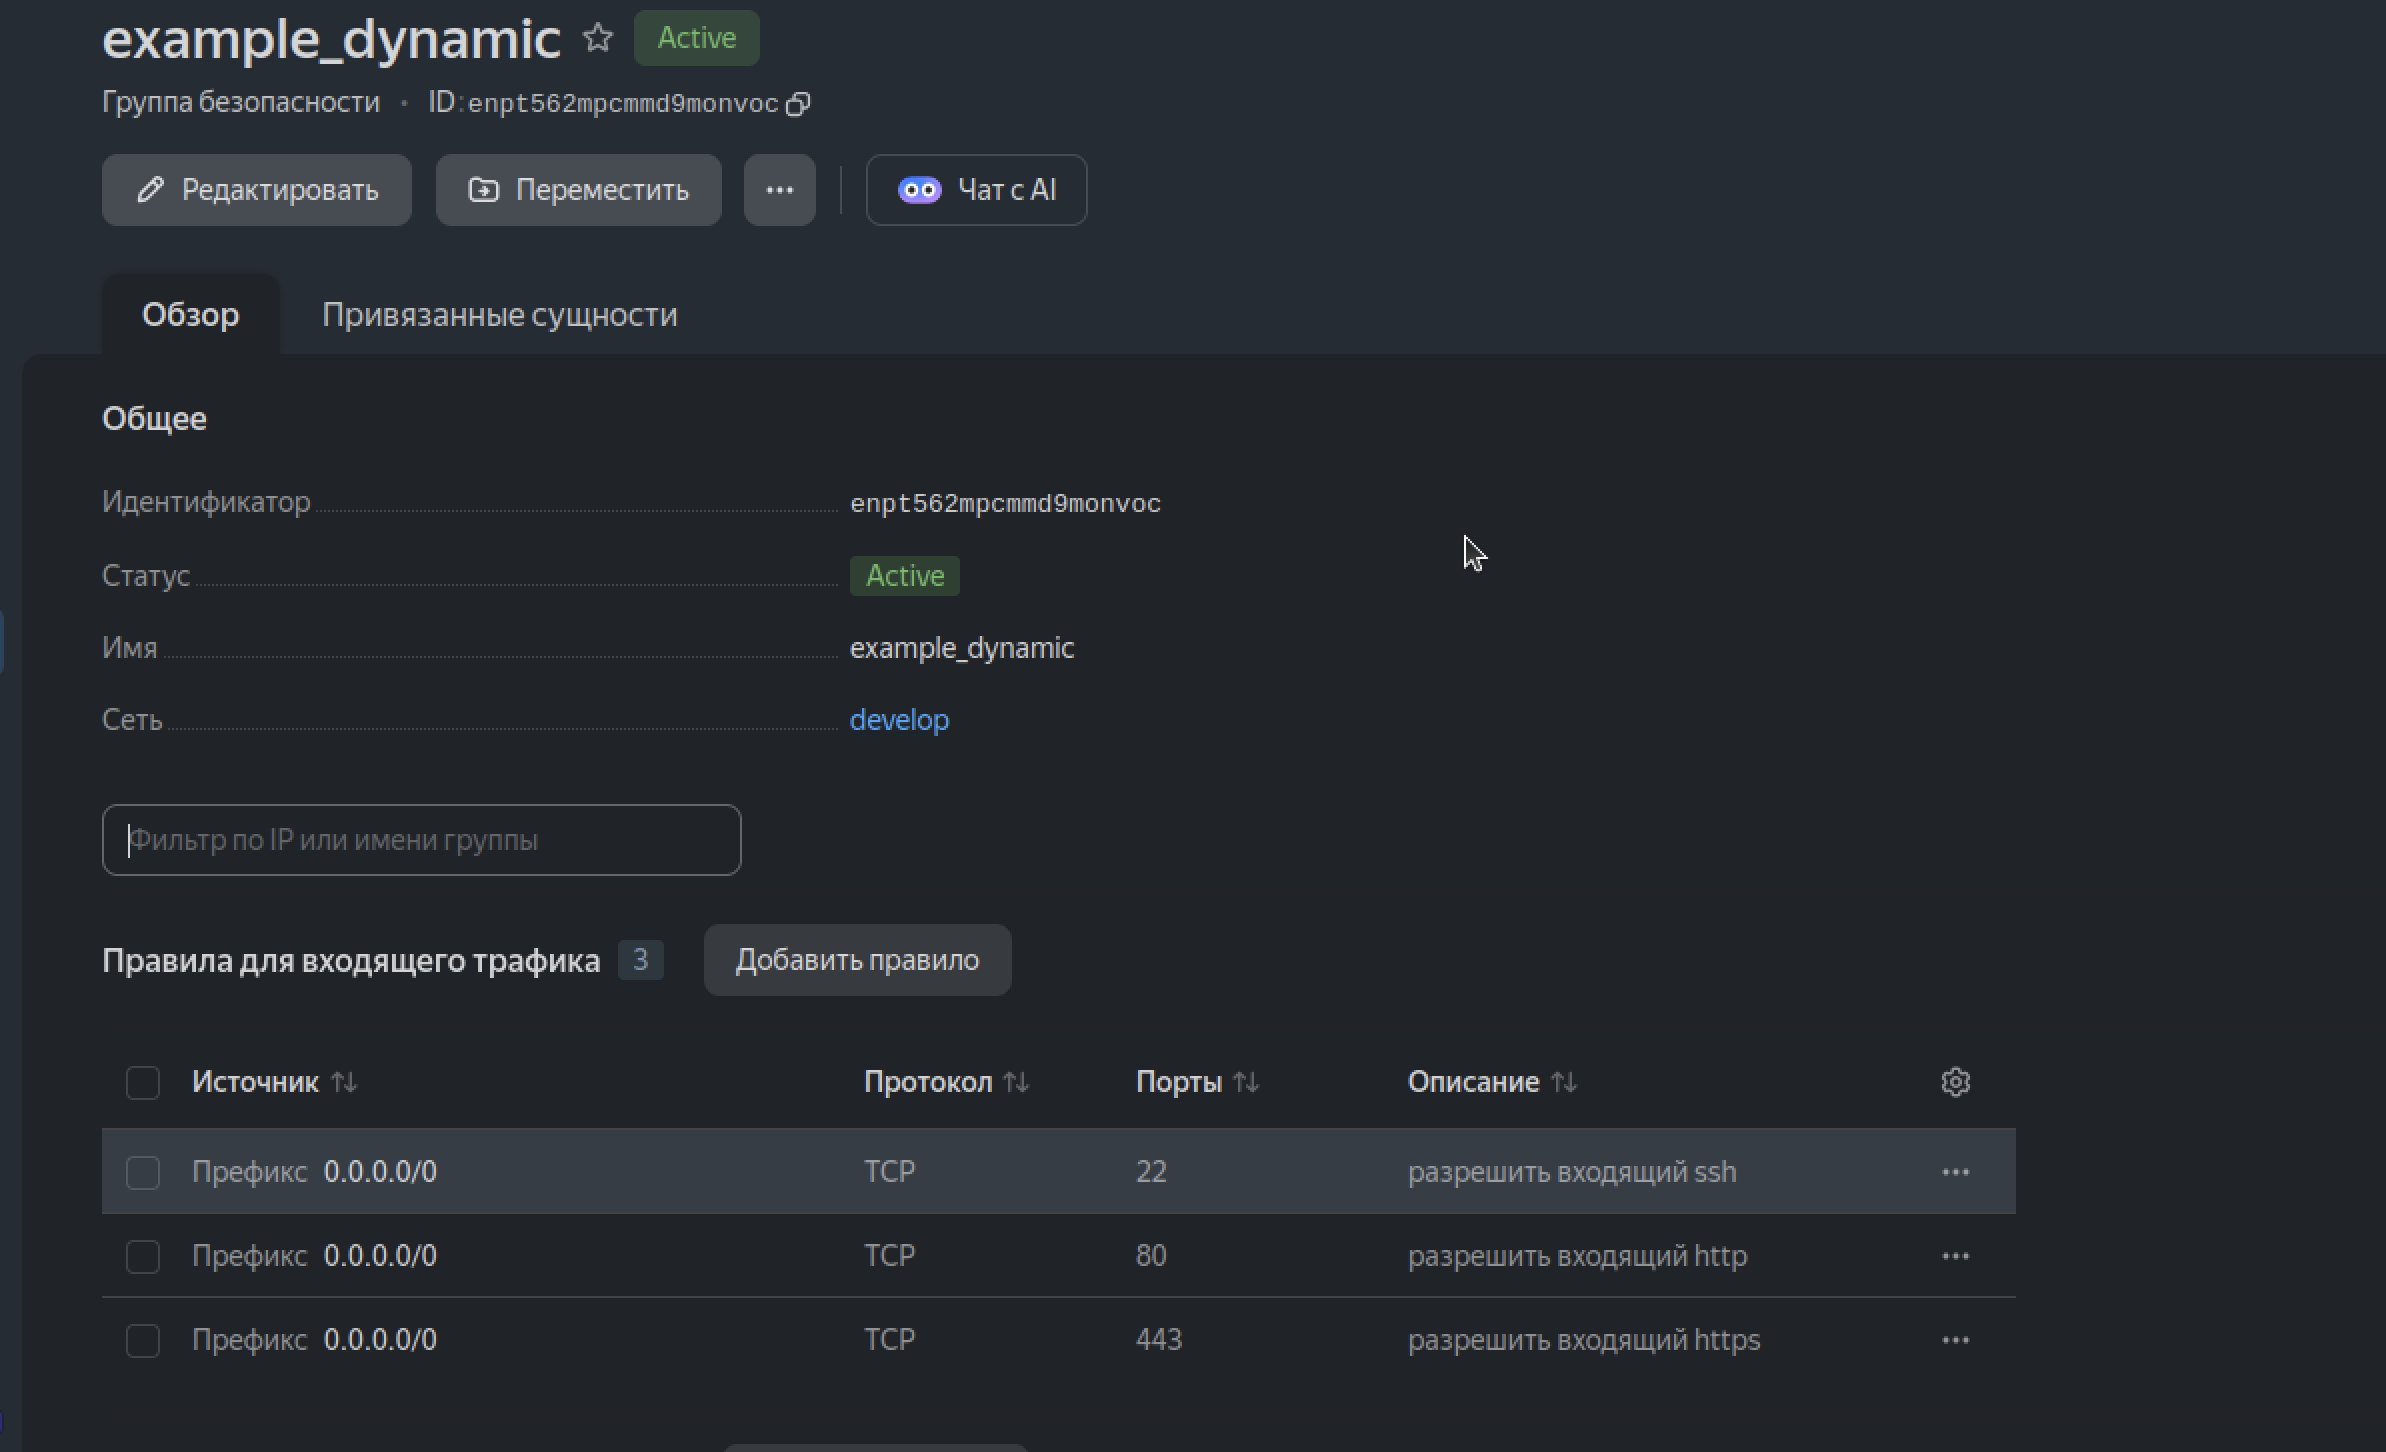 example_dynamic Active
Группа безопасности · ID: enpt562mpcmmd9monvoc
Редактировать Переместить Чат с AI
Обзор Привязанные сущности
Общее
Идентификатор enpt562mpcmmd9monvoc
Статус Active
Имя example_dynamic
Сеть develop
Фильтр по IP или имени группы
Правила для входящего трафика 3 Добавить правило
Источник Протокол Порты Описание
Префикс 0.0.0.0/0 TCP 22 разрешить входящий ssh
Префикс 0.0.0.0/0 TCP 80 разрешить входящий http
Префикс 0.0.0.0/0 TCP 443 разрешить входящий https